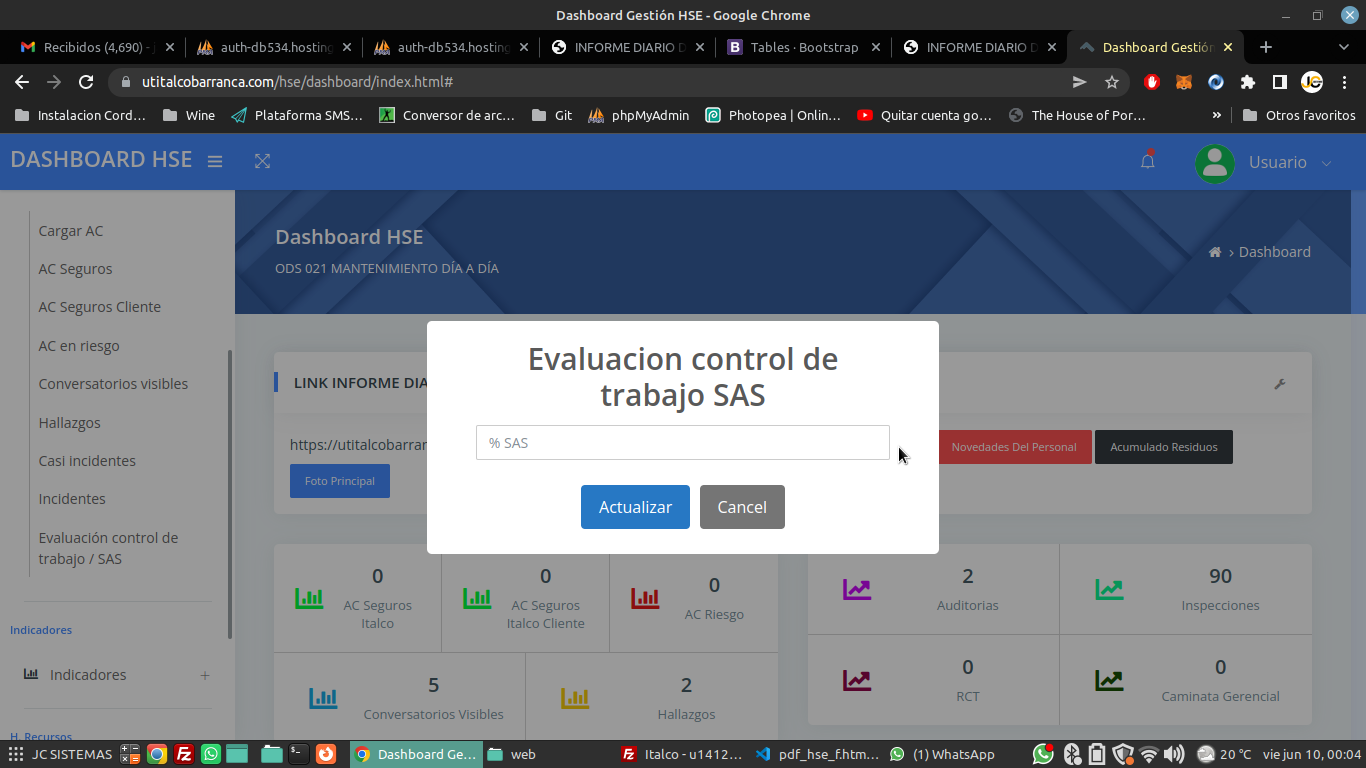 Dashboard Gestión HSE - Google Chrome
Recibidos (4,690) -
auth-db534.hosting
auth-db534.hosting
INFORME DIARIO D
Tables · Bootstrap
INFORME DIARIO D
Dashboard Gestión
utitalcobarranca.com/hse/dashboard/index.html#
Instalacion Cord…
Wine
Plataforma SMS…
Conversor de arc…
Git
phpMyAdmin
Photopea | Onlin…
Quitar cuenta go…
The House of Por…
»
Otros favoritos
DASHBOARD HSE
Usuario
Cargar AC
AC Seguros
AC Seguros Cliente
AC en riesgo
Conversatorios visibles
Hallazgos
Casi incidentes
Incidentes
Evaluación control de
trabajo / SAS
Indicadores
Indicadores +
H. Recursos
Dashboard HSE
ODS 021 MANTENIMIENTO DÍA A DÍA
› Dashboard
LINK INFORME DIA
https://utitalcobarran
Novedades Del Personal
Acumulado Residuos
Foto Principal
Evaluacion control de
trabajo SAS
% SAS
Actualizar
Cancel
0
AC Seguros
Italco
0
AC Seguros
Italco Cliente
0
AC Riesgo
5
Conversatorios Visibles
2
Hallazgos
2
Auditorias
90
Inspecciones
0
RCT
0
Caminata Gerencial
JC SISTEMAS
Dashboard Ge…
web
Italco - u1412…
pdf_hse_f.htm…
(1) WhatsApp
20 °C
vie jun 10, 00:04